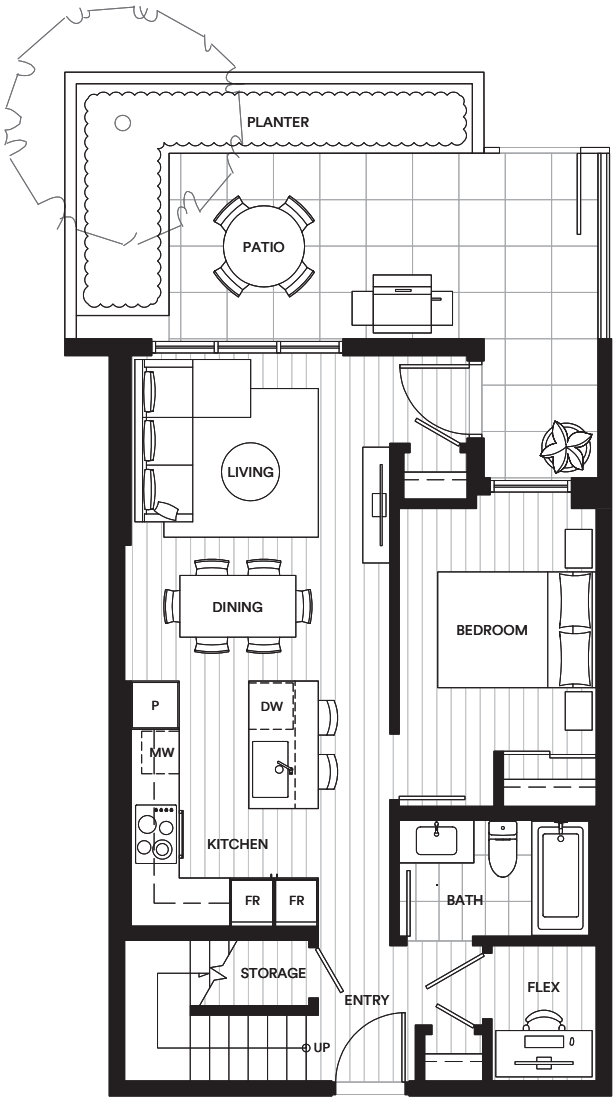 PLANTER
PATIO
LIVING
DINING
BEDROOM
P
DW
MW
KITCHEN
FR FR
BATH
STORAGE
FLEX
ENTRY
UP